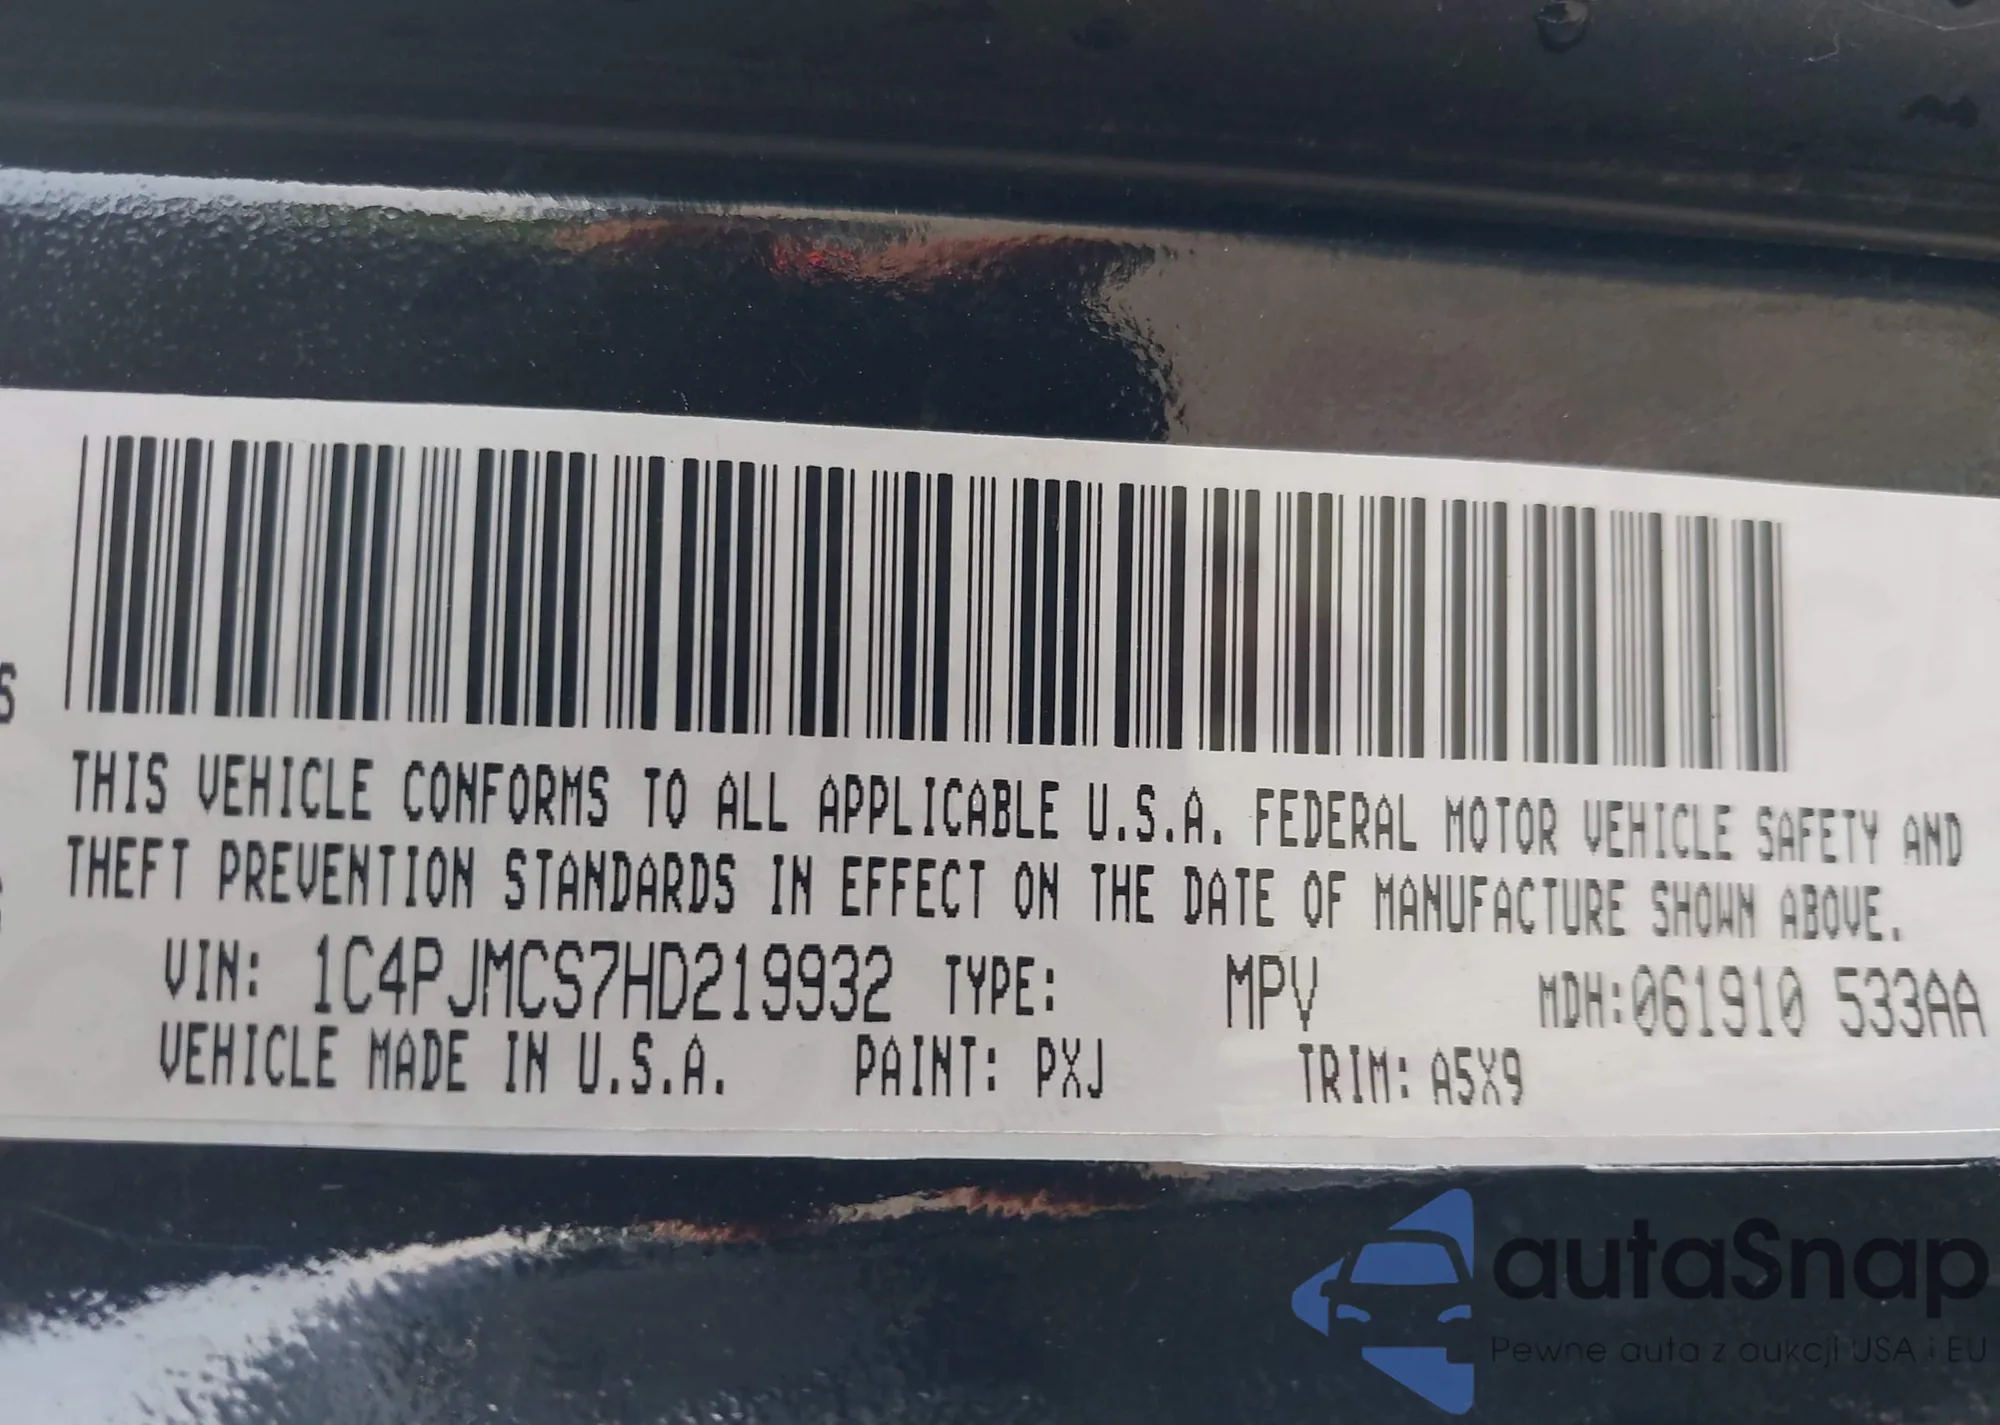 THIS VEHICLE CONFORMS TO ALL APPLICABLE U.S.A. FEDERAL MOTOR VEHICLE SAFETY AND
THEFT PREVENTION STANDARDS IN EFFECT ON THE DATE OF MANUFACTURE SHOWN ABOVE.
VIN: 1C4PJMCS7HD219932 TYPE: MPV MDH:061910 533AA
VEHICLE MADE IN U.S.A. PAINT: PXJ TRIM: A5X9
autaSnap
Pewne auta z aukcji USA i EU